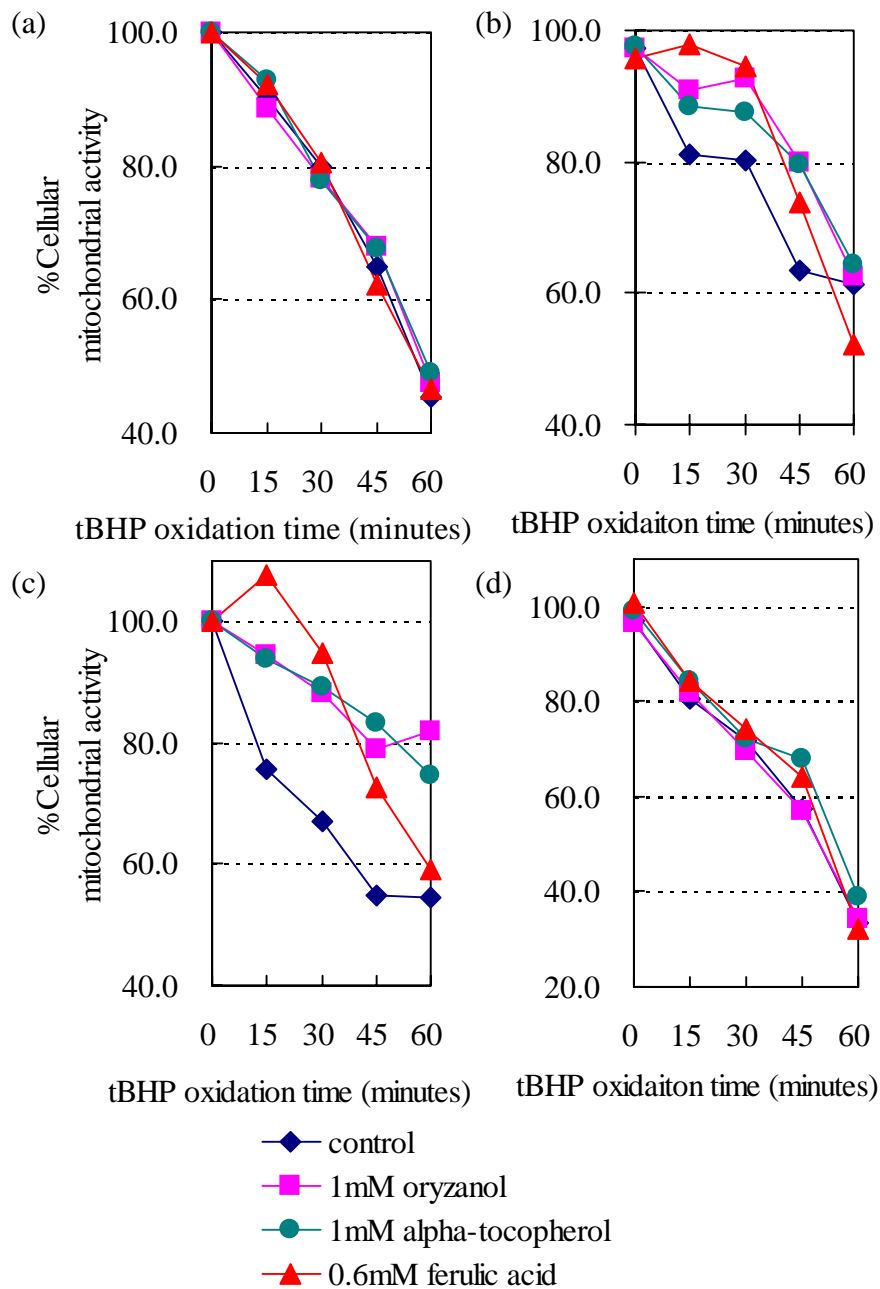 (a)
100.0
80.0
60.0
40.0
%Cellular
mitochondrial activity
0 15 30 45 60
tBHP oxidation time (minutes)
(b)
100.0
80.0
60.0
40.0
0 15 30 45 60
tBHP oxidaiton time (minutes)
(c)
100.0
80.0
60.0
40.0
%Cellular
mitochondrial activity
0 15 30 45 60
tBHP oxidation time (minutes)
(d)
100.0
80.0
60.0
40.0
20.0
0 15 30 45 60
tBHP oxidaiton time (minutes)
control
1mM oryzanol
1mM alpha-tocopherol
0.6mM ferulic acid